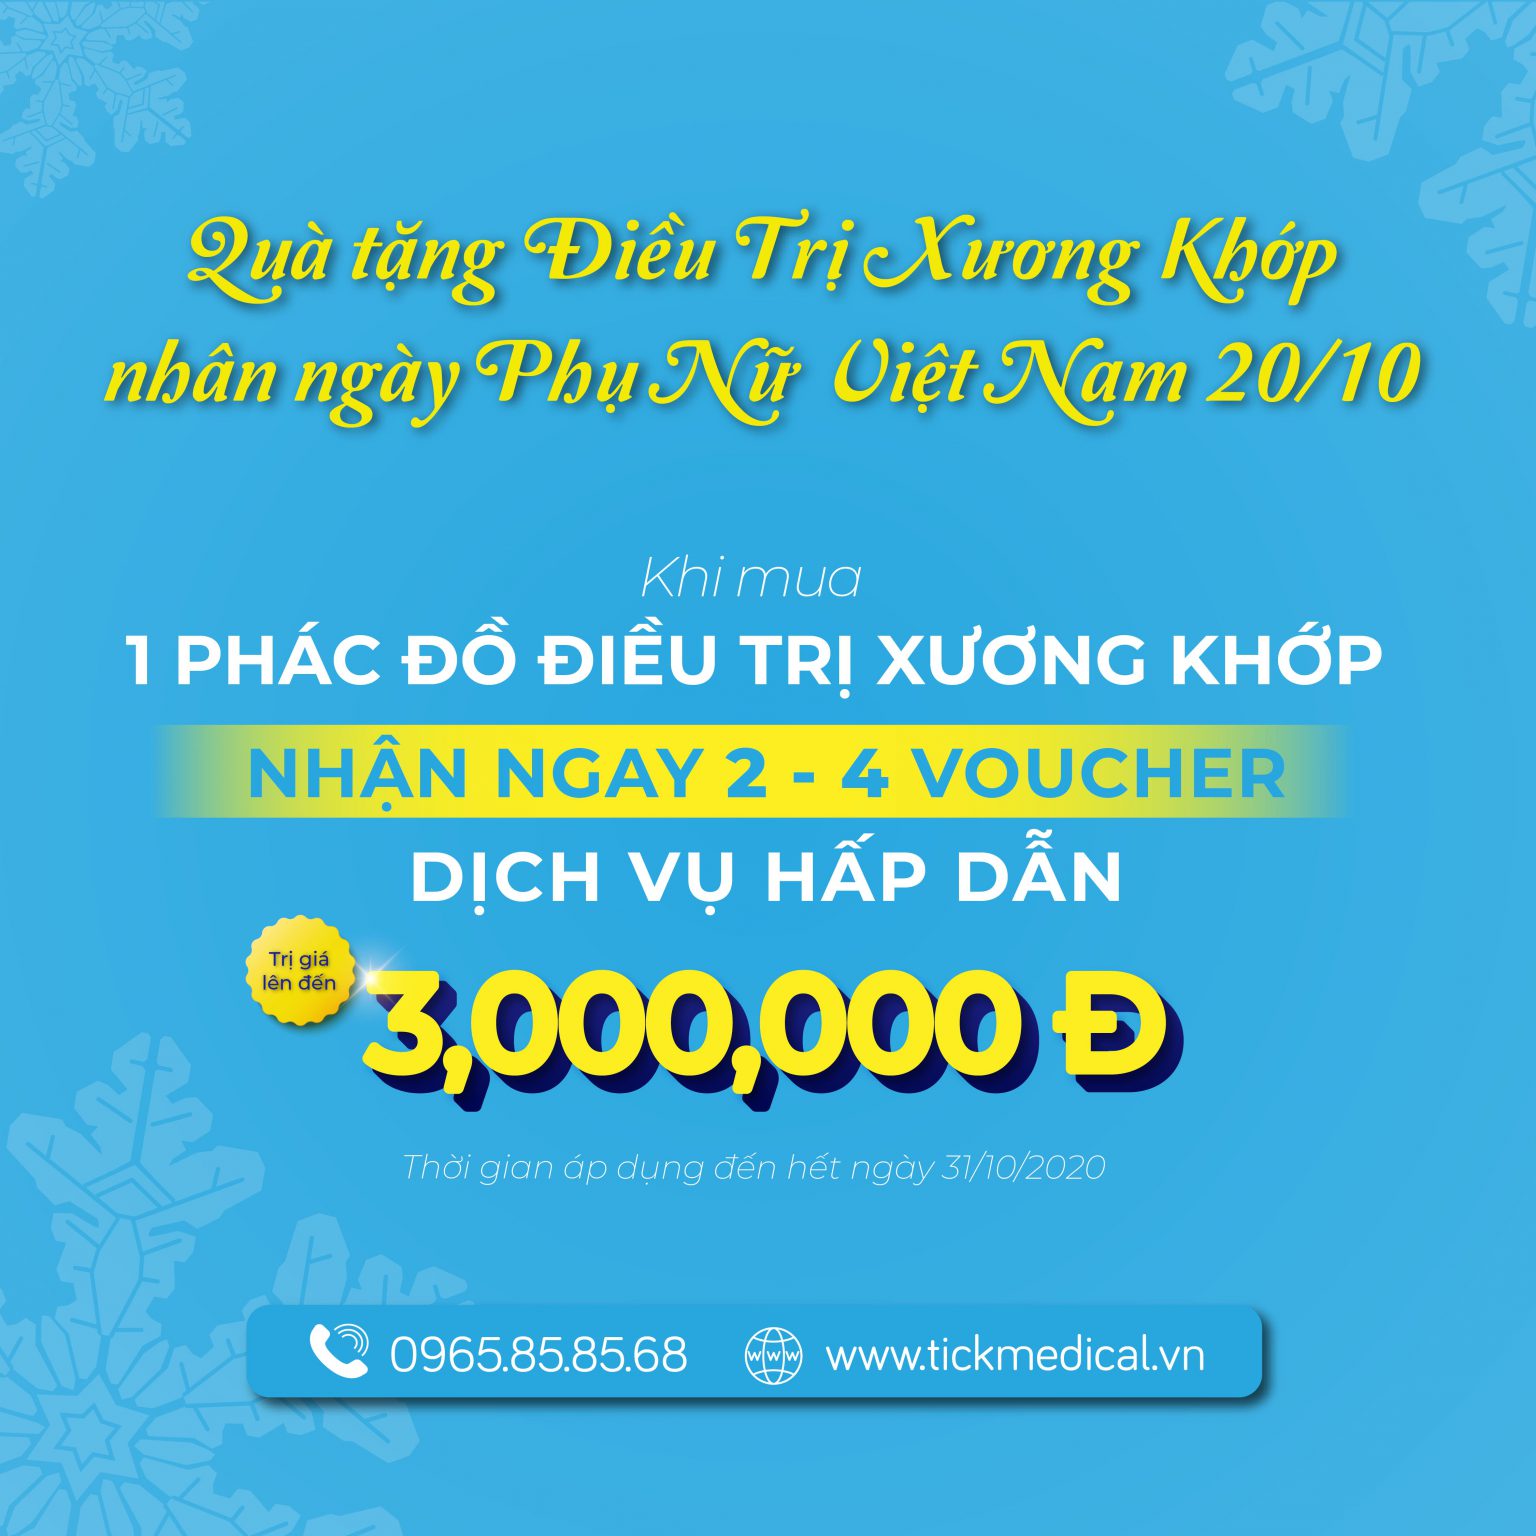 Quà tặng Điều Trị Xương Khớp
nhân ngày Phụ Nữ Việt Nam 20/10
Khi mua
1 PHÁC ĐỒ ĐIỀU TRỊ XƯƠNG KHỚP
NHẬN NGAY 2 - 4 VOUCHER
DỊCH VỤ HẤP DẪN
Trị giá
lên đến
3,000,000 Đ
Thời gian áp dụng đến hết ngày 31/10/2020
0965.85.85.68
www
www.tickmedical.vn